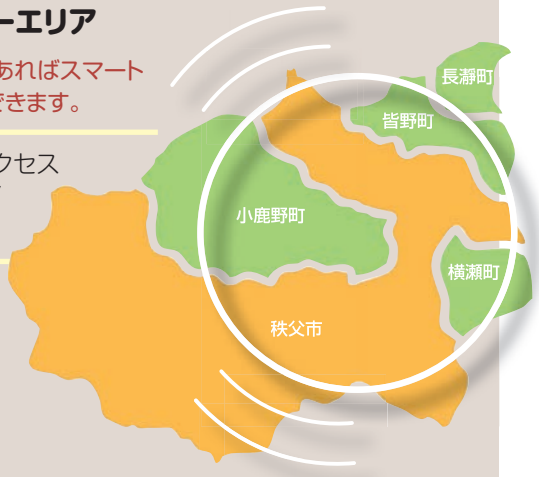 ーエリア
あればスマート
できます。
クセス
長瀞町
皆野町
小鹿野町
横瀬町
秩父市